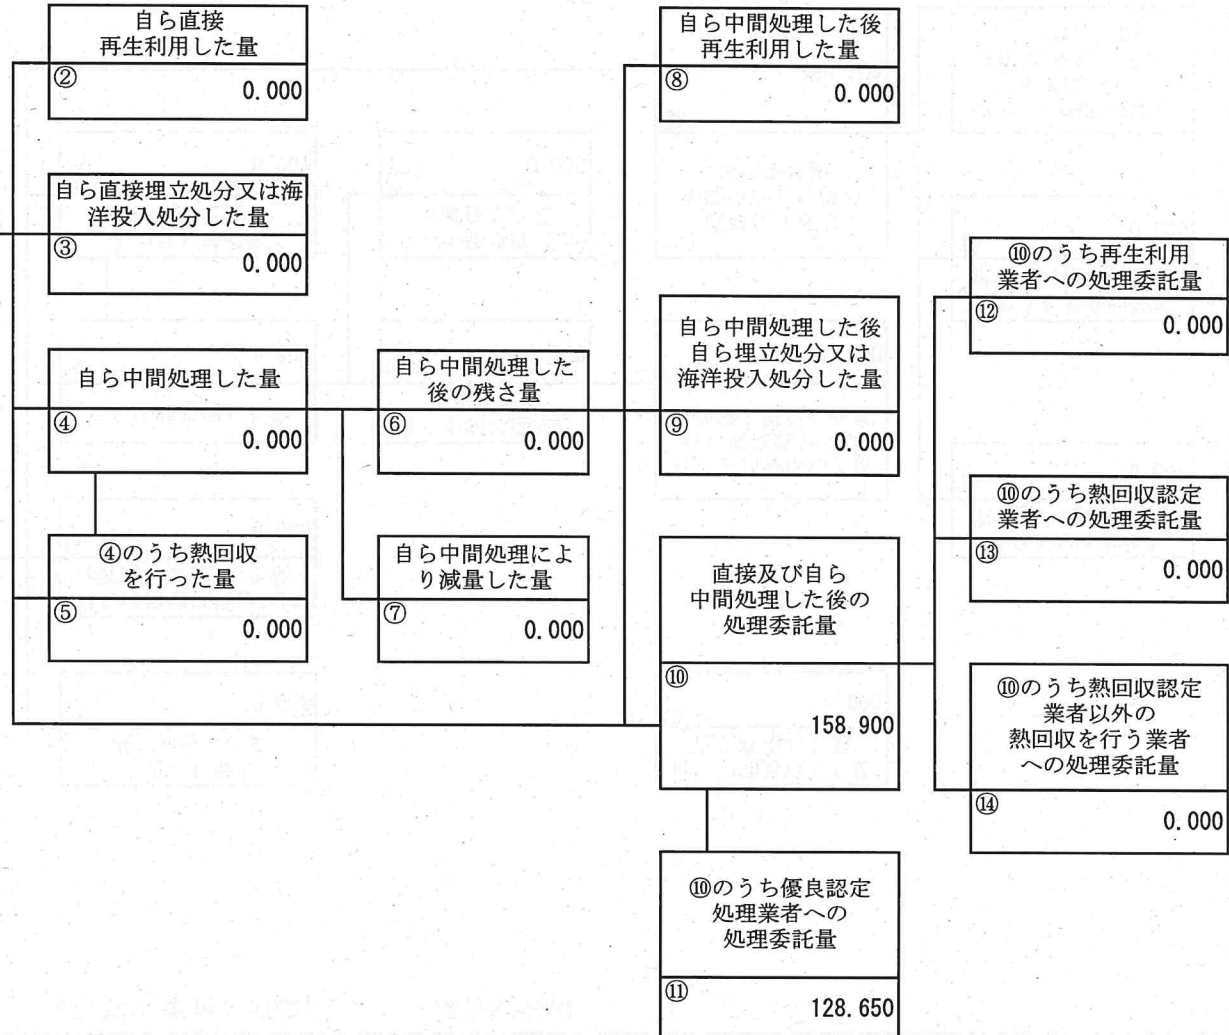 自ら直接
再生利用した量
②
0.000
自ら直接埋立処分又は海
洋投入処分した量
③
0.000
自ら中間処理した量
④
0.000
④のうち熱回収
を行った量
⑤
0.000
自ら中間処理した
後の残さ量
⑥
0.000
自ら中間処理によ
り減量した量
⑦
0.000
自ら中間処理した後
再生利用した量
⑧
0.000
自ら中間処理した後
自ら埋立処分又は
海洋投入処分した量
⑨
0.000
直接及び自ら
中間処理した後の
処理委託量
⑩
158.900
⑩のうち優良認定
処理業者への
処理委託量
⑪
128.650
⑩のうち再生利用
業者への処理委託量
⑫
0.000
⑩のうち熱回収認定
業者への処理委託量
⑬
0.000
⑩のうち熱回収認定
業者以外の
熱回収を行う業者
への処理委託量
⑭
0.000